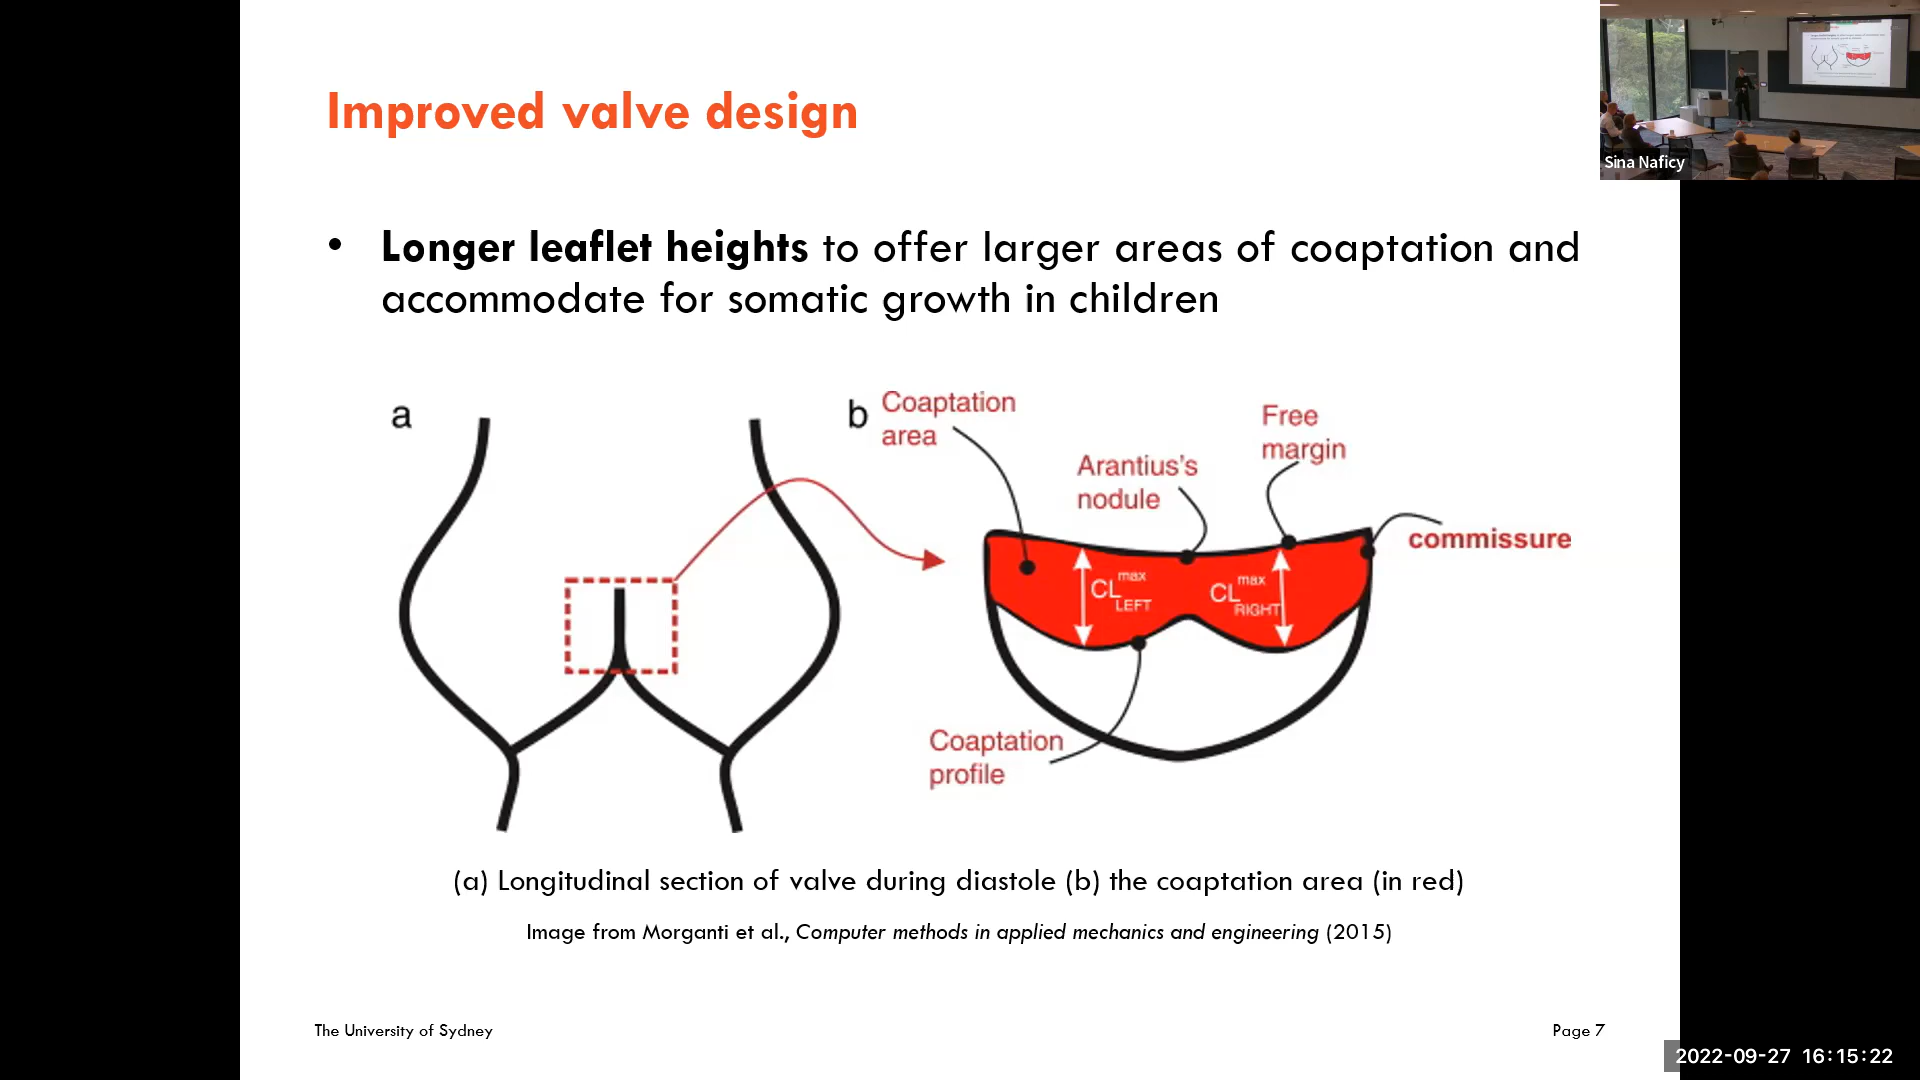 Improved valve design
• Longer leaflet heights to offer larger areas of coaptation and
accommodate for somatic growth in children
a
b
Coaptation
area
Arantius's
nodule
Free
margin
commissure
CL max LEFT
CL max RIGHT
Coaptation
profile
(a) Longitudinal section of valve during diastole (b) the coaptation area (in red)
Image from Morganti et al., Computer methods in applied mechanics and engineering (2015)
The University of Sydney
Page 7
Sina Naficy
2022-09-27 16:15:22